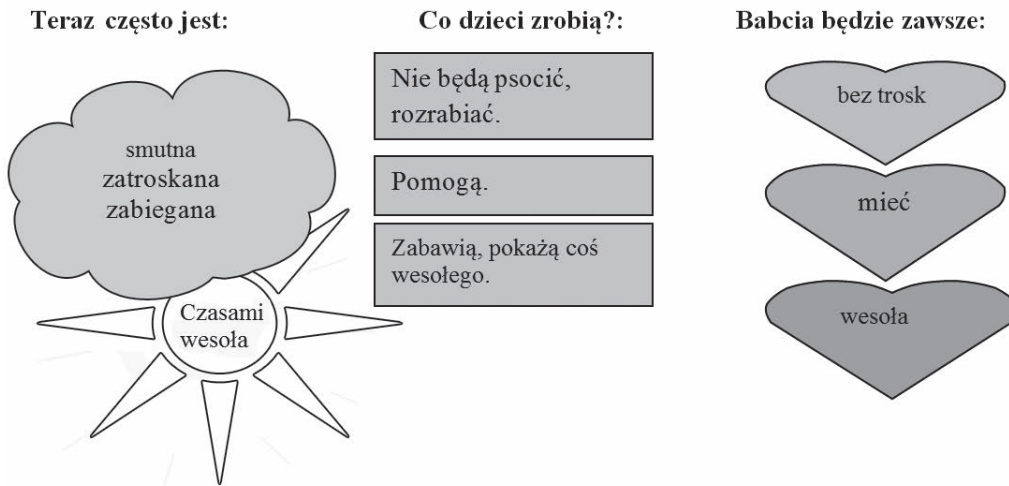 Teraz często jest:
smutna
zatroskana
zabiegana
Czasami
wesoła
Co dzieci zrobią?:
Nie będą psocić,
rozrabiać.
Pomogą.
Zabawią, pokażą coś
wesołego.
Babcia będzie zawsze:
bez trosk
mieć
wesoła